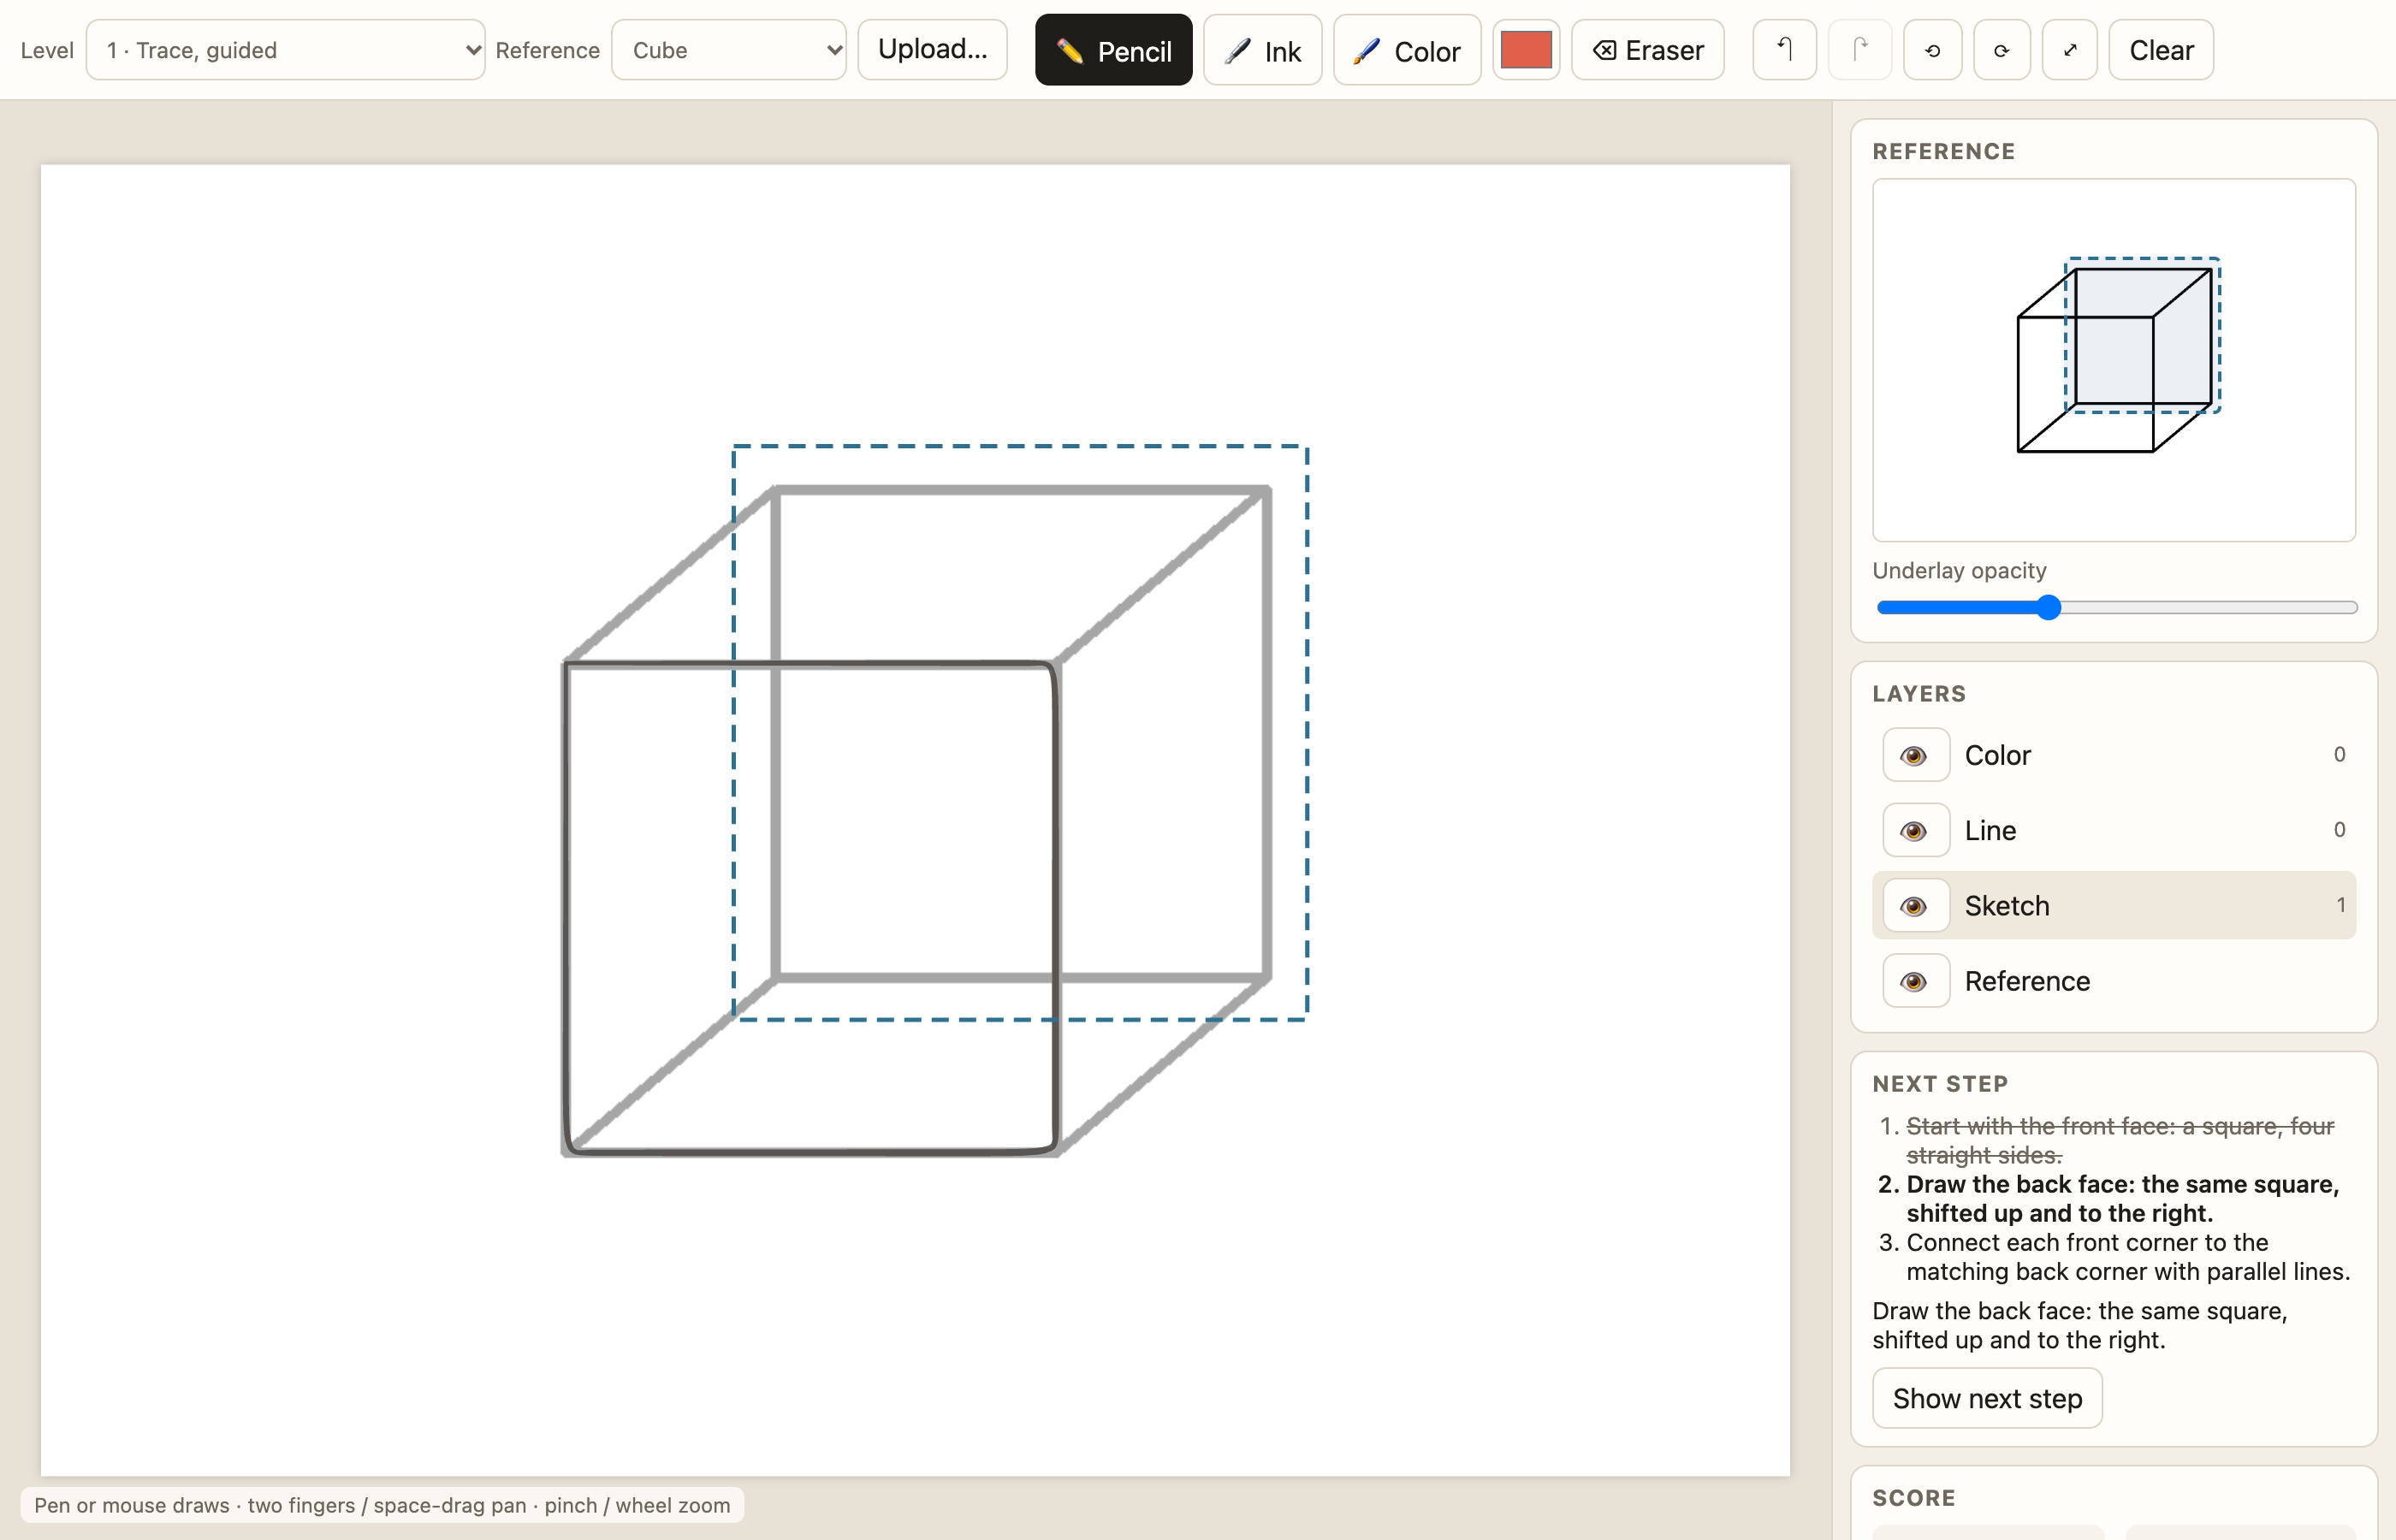 Level 1 · Trace, guided Reference Cube Upload... Pencil Ink Color Eraser Clear
REFERENCE
Underlay opacity
LAYERS
Color 0
Line 0
Sketch 1
Reference
NEXT STEP
1. Start with the front face: a square, four
straight sides.
2. Draw the back face: the same square,
shifted up and to the right.
3. Connect each front corner to the
matching back corner with parallel lines.
Draw the back face: the same square,
shifted up and to the right.
Show next step
SCORE
Pen or mouse draws · two fingers / space-drag pan · pinch / wheel zoom